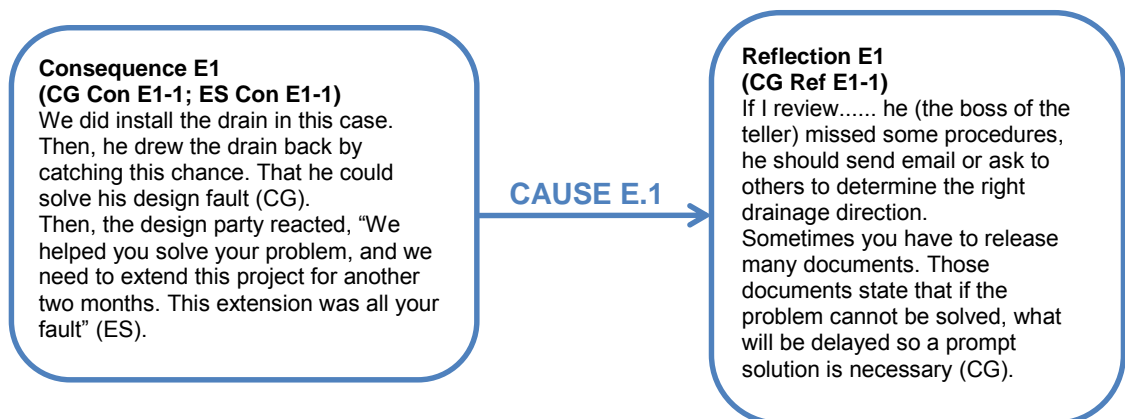 Consequence E1
(CG Con E1-1; ES Con E1-1)
We did install the drain in this case.
Then, he drew the drain back by
catching this chance. That he could
solve his design fault (CG).
Then, the design party reacted, “We
helped you solve your problem, and we
need to extend this project for another
two months. This extension was all your
fault” (ES).
CAUSE E.1
Reflection E1
(CG Ref E1-1)
If I review...... he (the boss of the
teller) missed some procedures,
he should send email or ask to
others to determine the right
drainage direction.
Sometimes you have to release
many documents. Those
documents state that if the
problem cannot be solved, what
will be delayed so a prompt
solution is necessary (CG).